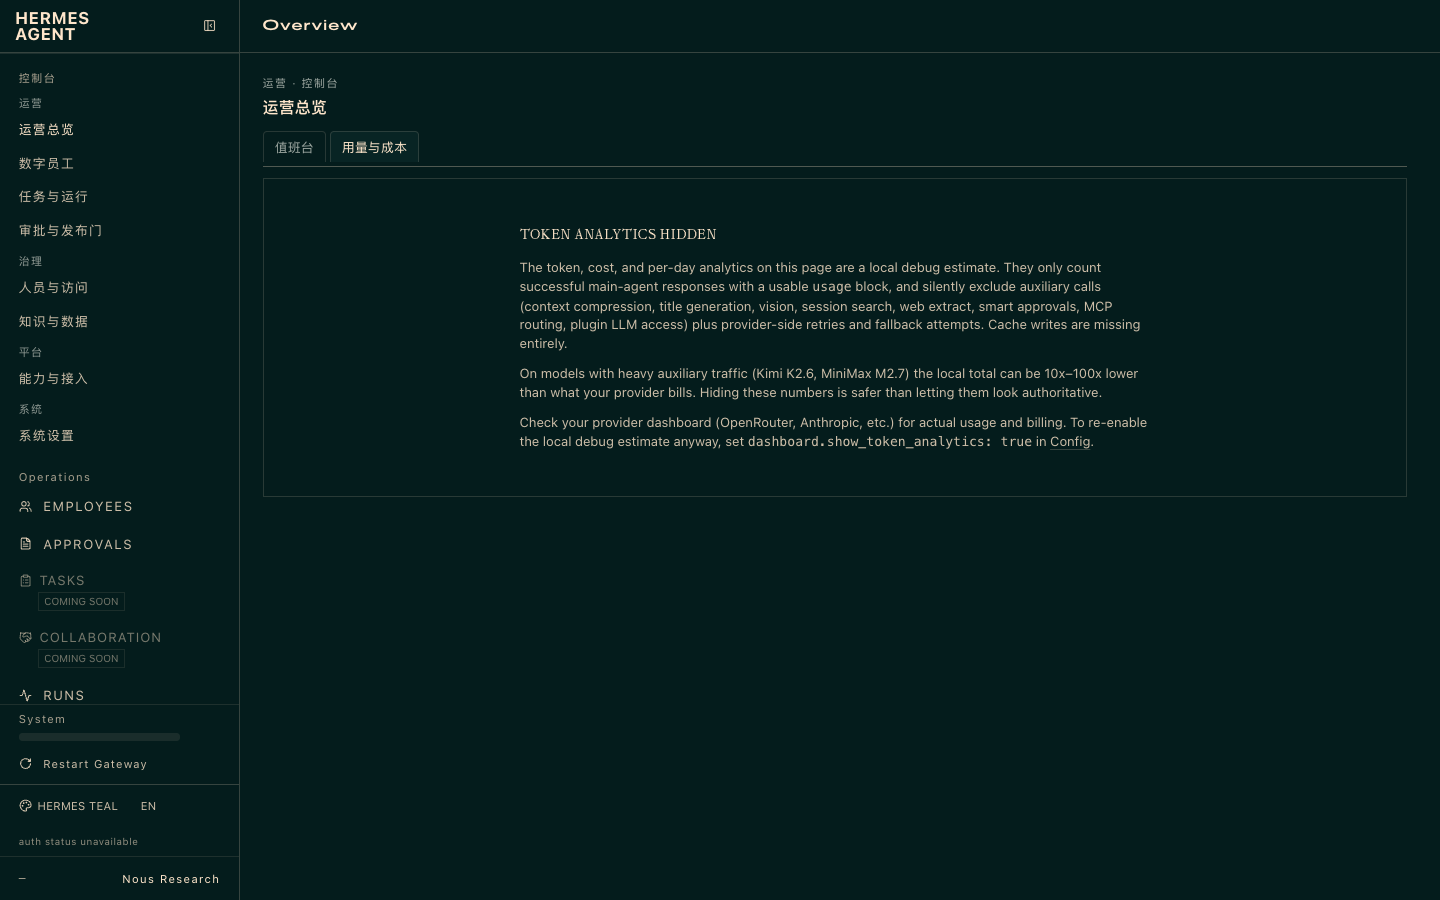 HERMES
AGENT
Overview
控制台
运营
运营总览
数字员工
任务与运行
审批与发布门
治理
人员与访问
知识与数据
平台
能力与接入
系统
系统设置
Operations
EMPLOYEES
APPROVALS
TASKS
COMING SOON
COLLABORATION
COMING SOON
RUNS
System
Restart Gateway
HERMES TEAL EN
auth status unavailable
– Nous Research
运营 · 控制台
运营总览
值班台 用量与成本
TOKEN ANALYTICS HIDDEN
The token, cost, and per-day analytics on this page are a local debug estimate. They only count
successful main-agent responses with a usable usage block, and silently exclude auxiliary calls
(context compression, title generation, vision, session search, web extract, smart approvals, MCP
routing, plugin LLM access) plus provider-side retries and fallback attempts. Cache writes are missing
entirely.
On models with heavy auxiliary traffic (Kimi K2.6, MiniMax M2.7) the local total can be 10x–100x lower
than what your provider bills. Hiding these numbers is safer than letting them look authoritative.
Check your provider dashboard (OpenRouter, Anthropic, etc.) for actual usage and billing. To re-enable
the local debug estimate anyway, set dashboard.show_token_analytics: true in Config.